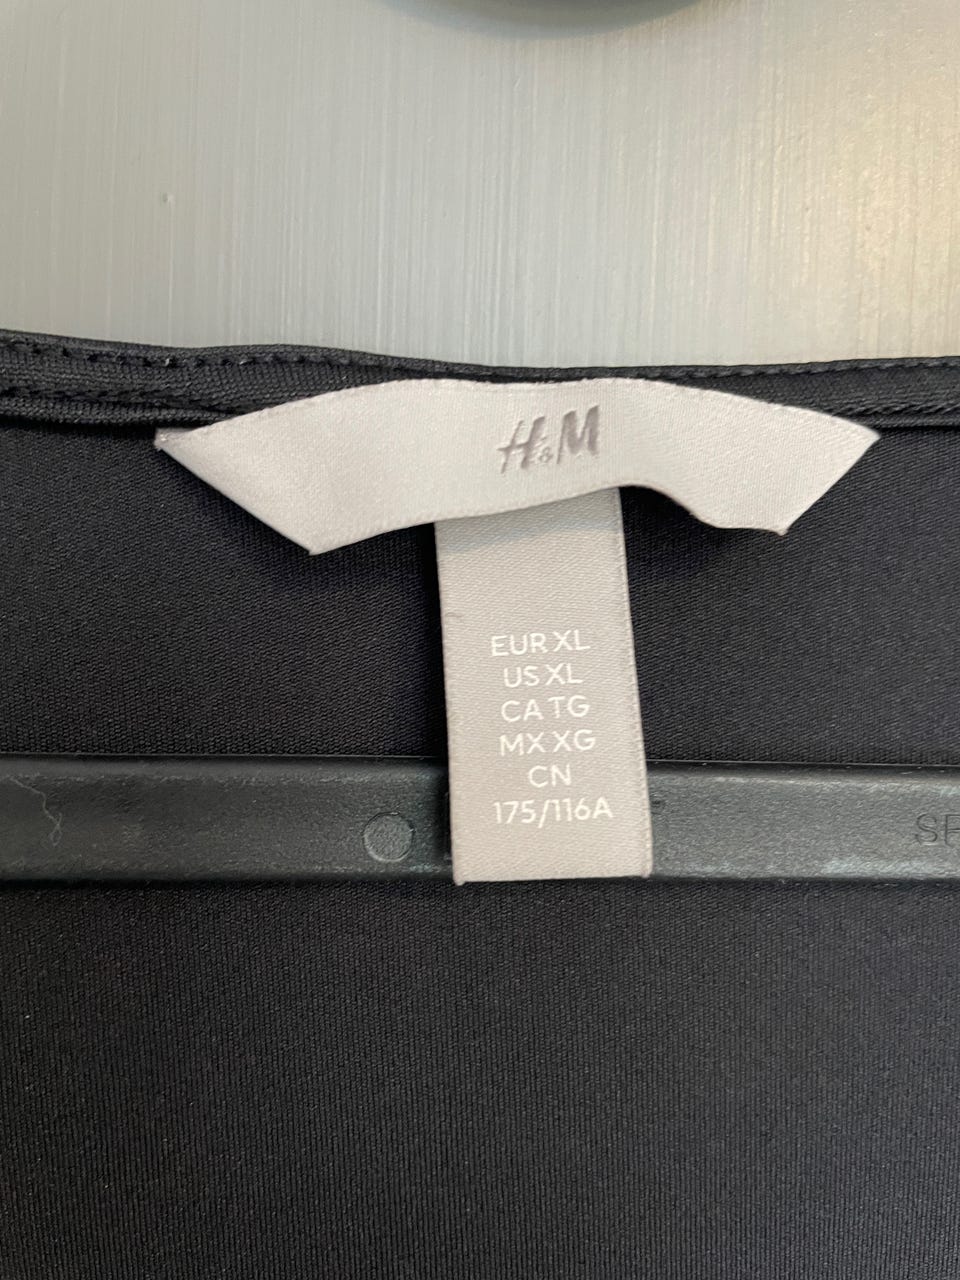 H&M
EUR XL
US XL
CA TG
MX XG
CN
175/116A